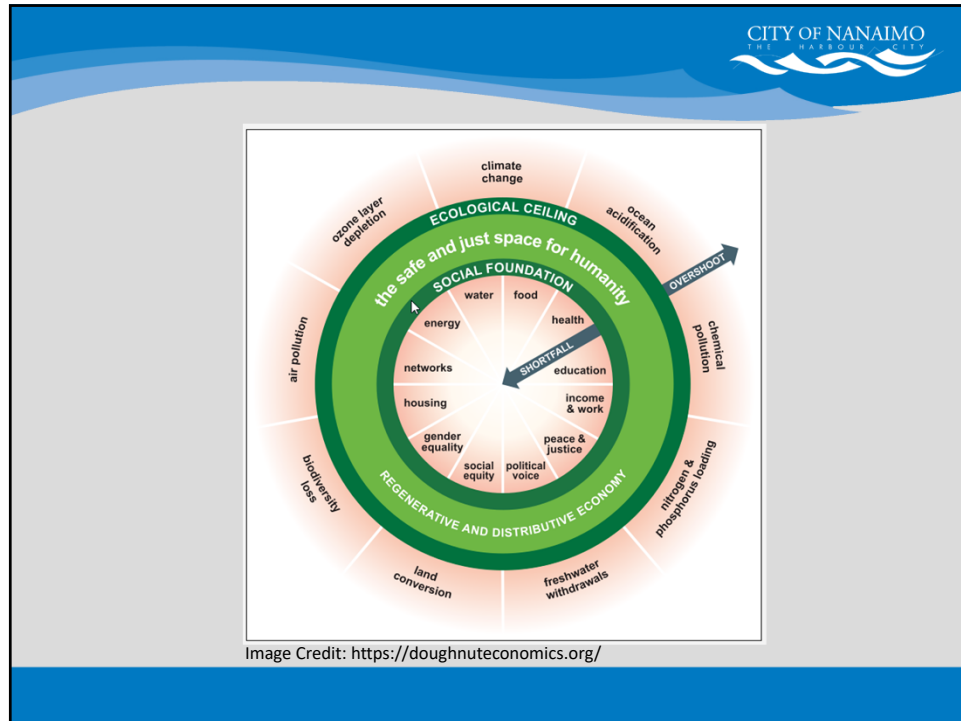 CITY OF NANAIMO
THE HARBOUR CITY
climate
change
ozone layer
depletion
ocean
acidification
ECOLOGICAL CEILING
the safe and just space for humanity
OVERSHOOT
SOCIAL FOUNDATION
water
food
energy
health
SHORTFALL
air pollution
chemical
pollution
networks
education
housing
income
& work
gender
equality
peace &
justice
social
equity
political
voice
biodiversity
loss
nitrogen &
phosphorus loading
REGENERATIVE AND DISTRIBUTIVE ECONOMY
land
conversion
freshwater
withdrawals
Image Credit: https://doughnuteconomics.org/